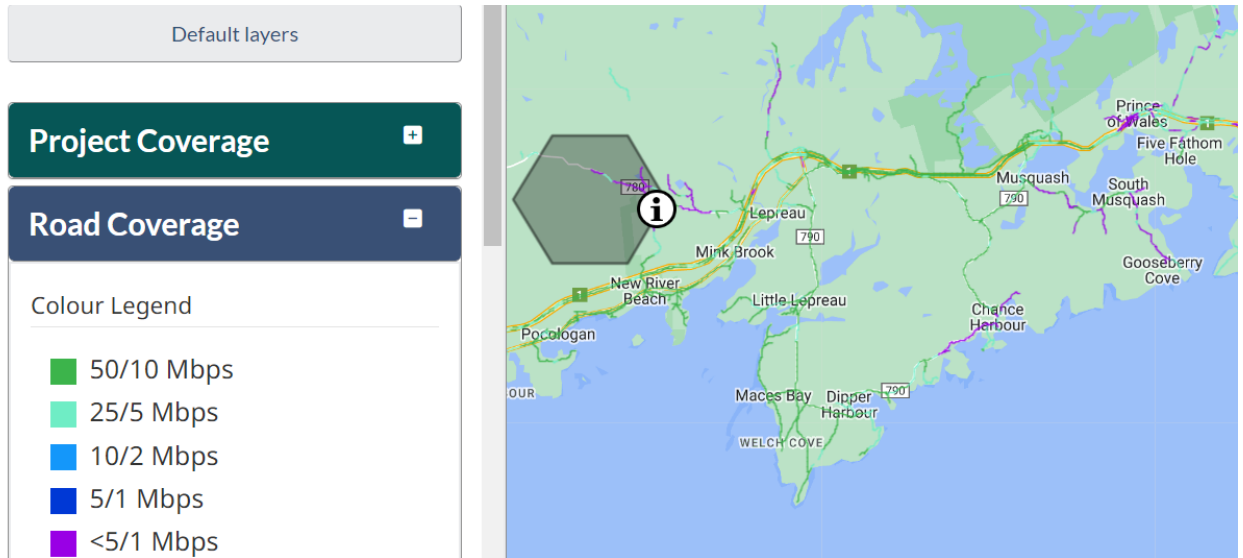 Default layers
Project Coverage
+
Road Coverage
−
Colour Legend
50/10 Mbps
25/5 Mbps
10/2 Mbps
5/1 Mbps
<5/1 Mbps
Prince
of Wales
1
Five Fathom
Hole
Musquash
South
Musquash
780
i
790
Lepreau
790
Mink Brook
Gooseberry
Cove
New River
Beach
1
Little Lepreau
Chance
Harbour
Pocologan
OUR
790
Maces Bay
Dipper
Harbour
WELCH COVE